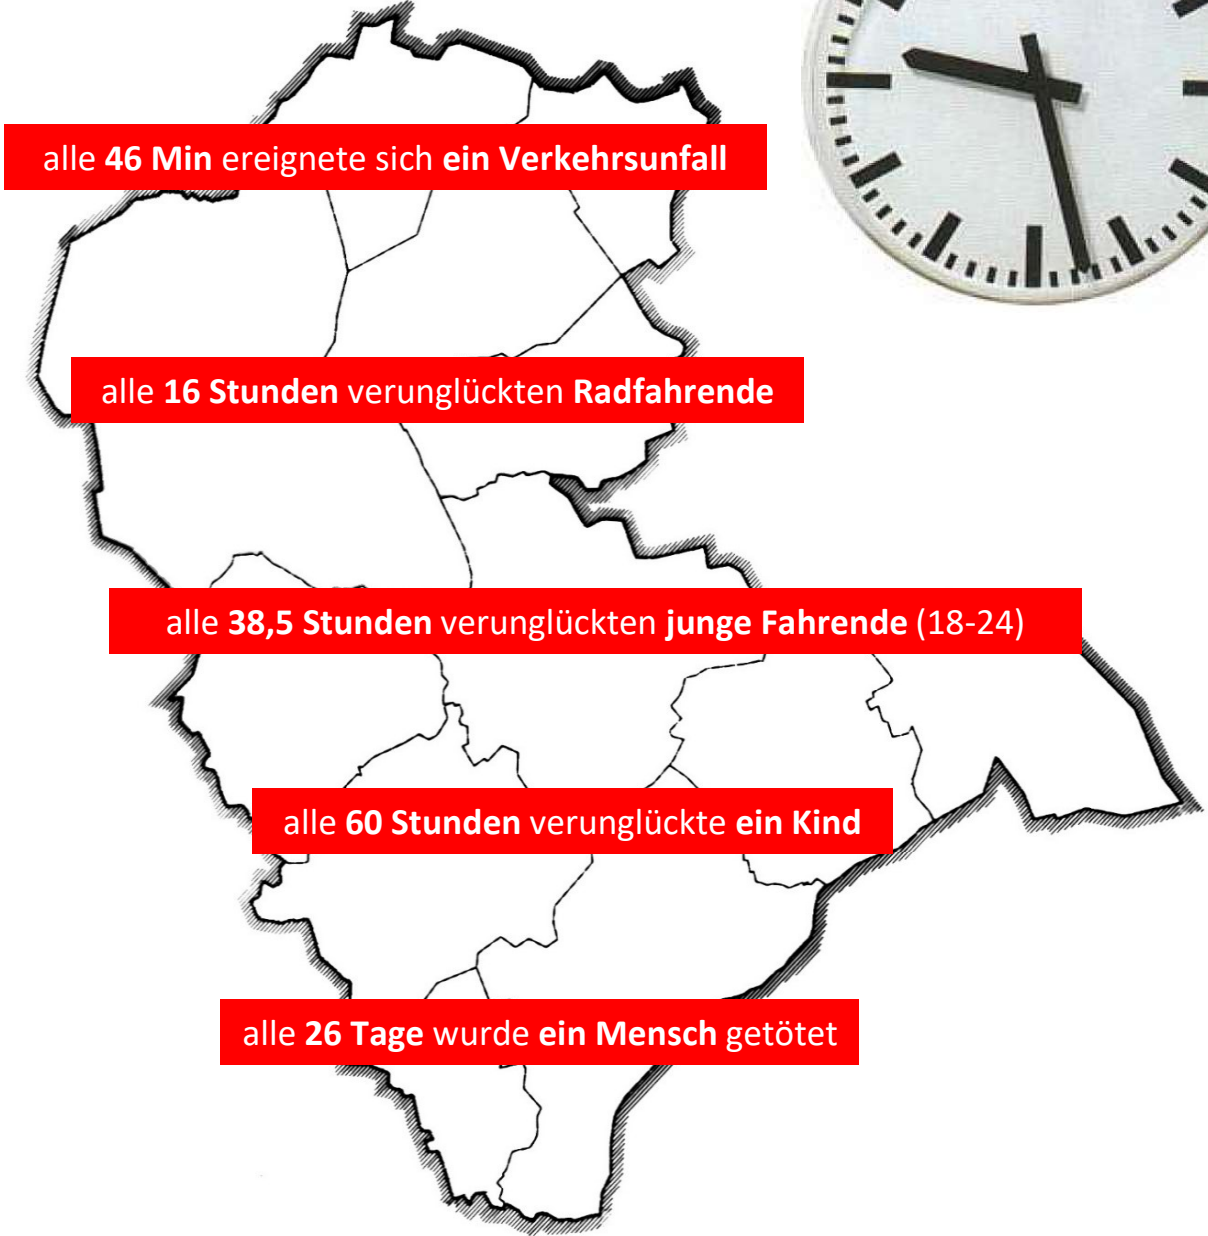 alle 46 Min ereignete sich ein Verkehrsunfall
alle 16 Stunden verunglückten Radfahrende
alle 38,5 Stunden verunglückten junge Fahrende (18-24)
alle 60 Stunden verunglückte ein Kind
alle 26 Tage wurde ein Mensch getötet